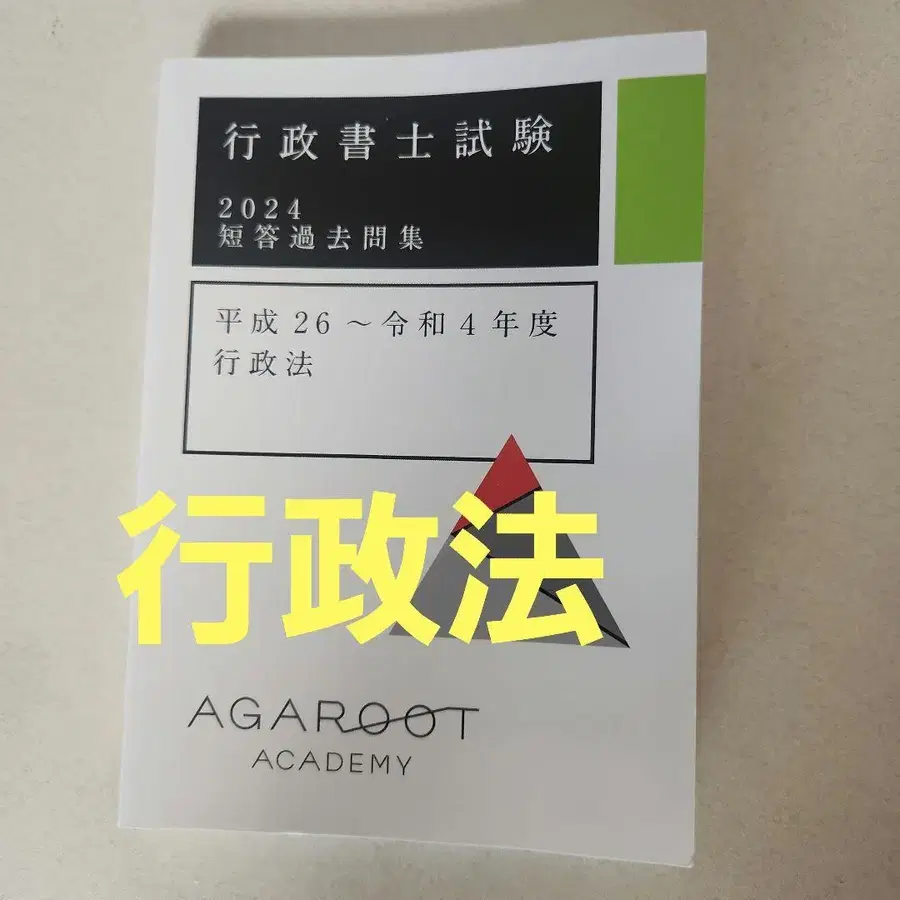 行政書士試験
2024
短答過去問集
平成26～令和4年度
行政法
行政法
AGAROOT
ACADEMY